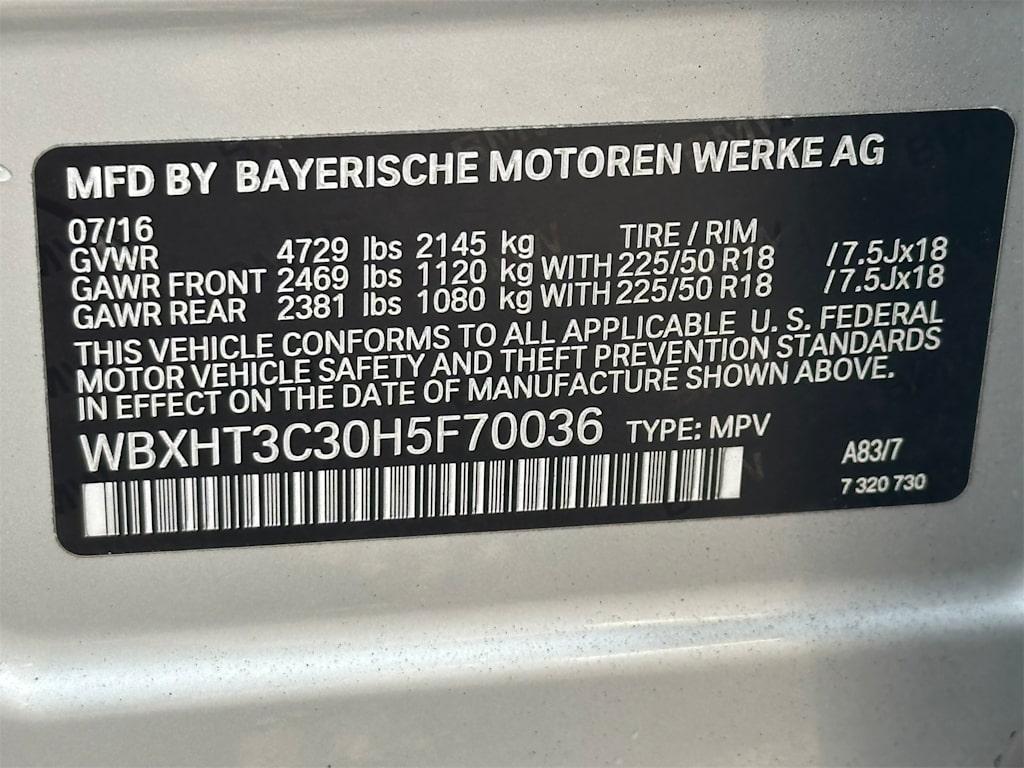 MFD BY BAYERISCHE MOTOREN WERKE AG
07/16 TIRE / RIM
GVWR 4729 lbs 2145 kg
GAWR FRONT 2469 lbs 1120 kg WITH 225/50 R18 /7.5Jx18
GAWR REAR 2381 lbs 1080 kg WITH 225/50 R18 /7.5Jx18
THIS VEHICLE CONFORMS TO ALL APPLICABLE U. S. FEDERAL
MOTOR VEHICLE SAFETY AND THEFT PREVENTION STANDARDS
IN EFFECT ON THE DATE OF MANUFACTURE SHOWN ABOVE.
WBXHT3C30H5F70036 TYPE: MPV
A83/7
7 320 730